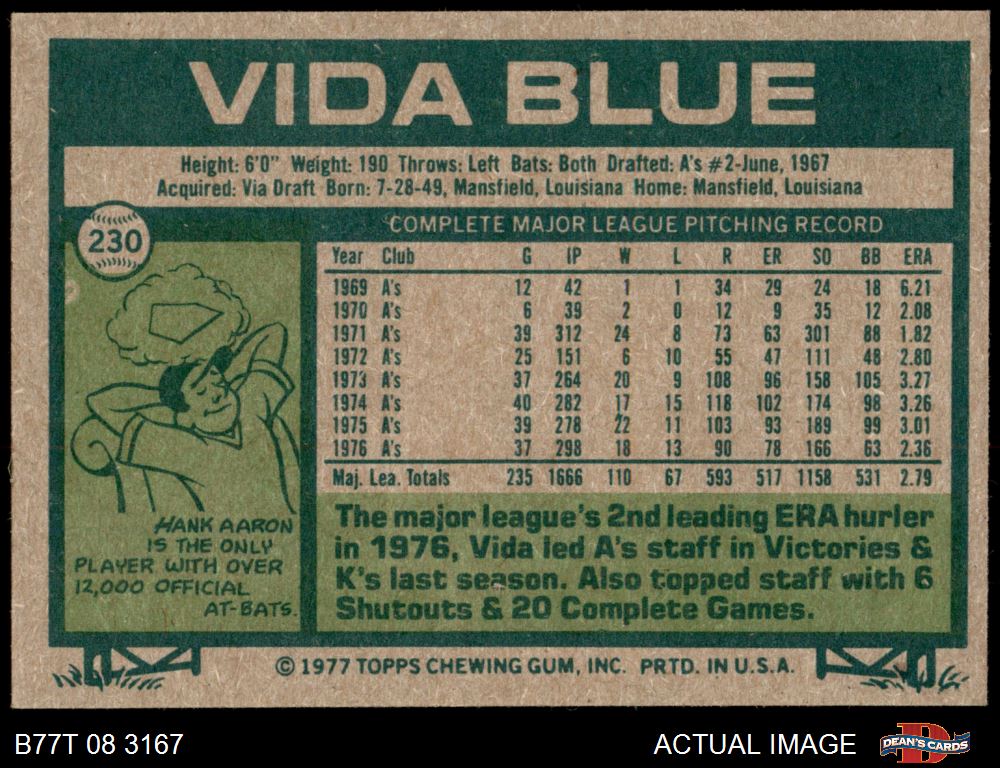 VIDA BLUE
Height: 6'0" Weight: 190 Throws: Left Bats: Both Drafted: A's #2-June, 1967
Acquired: Via Draft Born: 7-28-49, Mansfield, Louisiana Home: Mansfield, Louisiana
230
COMPLETE MAJOR LEAGUE PITCHING RECORD
Year Club G IP W L R ER SO BB ERA
1969 A's 12 42 1 1 34 29 24 18 6.21
1970 A's 6 39 2 0 12 9 35 12 2.08
1971 A's 39 312 24 8 73 63 301 88 1.82
1972 A's 25 151 6 10 55 47 111 48 2.80
1973 A's 37 264 20 9 108 96 158 105 3.27
1974 A's 40 282 17 15 118 102 174 98 3.26
1975 A's 39 278 22 11 103 93 189 99 3.01
1976 A's 37 298 18 13 90 78 166 63 2.36
Maj. Lea. Totals 235 1666 110 67 593 517 1158 531 2.79
HANK AARON
IS THE ONLY
PLAYER WITH OVER
12,000 OFFICIAL
AT-BATS.
The major league's 2nd leading ERA hurler
in 1976, Vida led A's staff in Victories &
K's last season. Also topped staff with 6
Shutouts & 20 Complete Games.
© 1977 TOPPS CHEWING GUM, INC. PRTD. IN U.S.A.
B77T 08 3167
ACTUAL IMAGE
D
DEAN'S CARDS